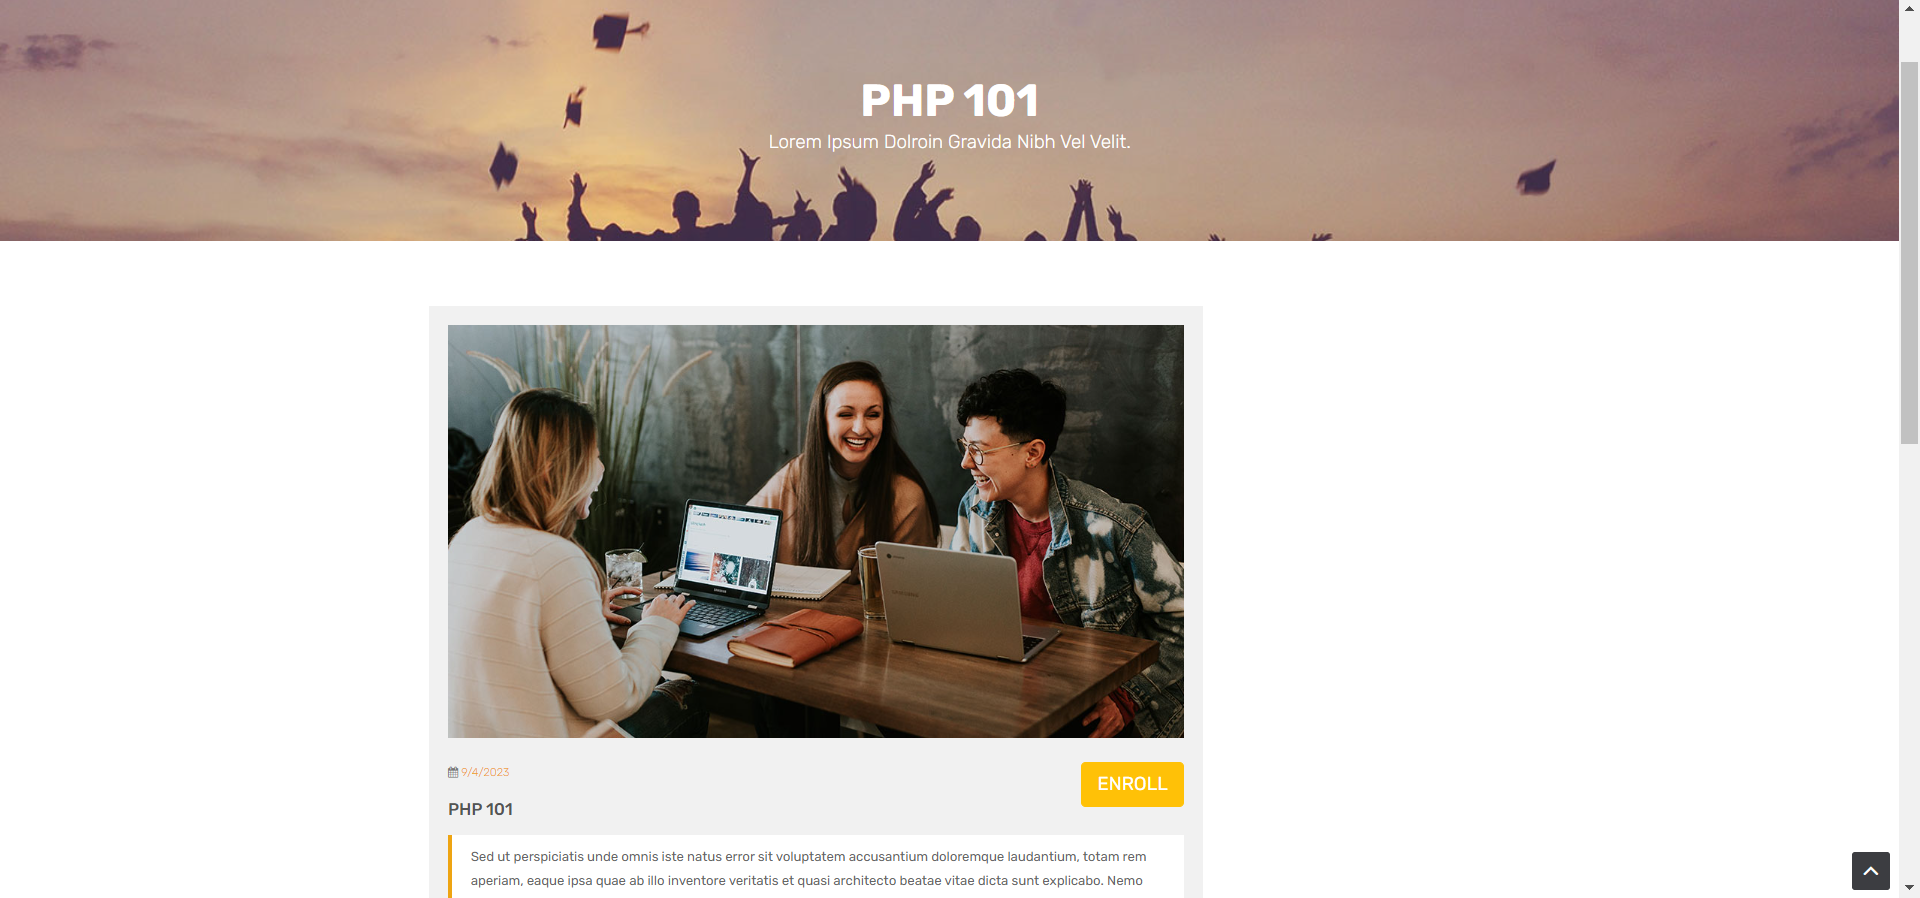 PHP 101
Lorem Ipsum Dolroin Gravida Nibh Vel Velit.
9/4/2023
ENROLL
PHP 101
Sed ut perspiciatis unde omnis iste natus error sit voluptatem accusantium doloremque laudantium, totam rem
aperiam, eaque ipsa quae ab illo inventore veritatis et quasi architecto beatae vitae dicta sunt explicabo. Nemo